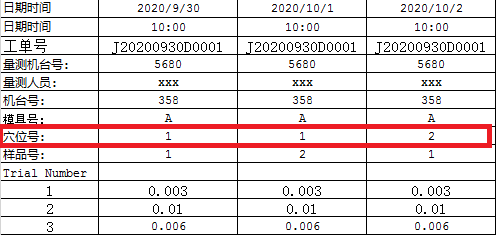 日期时间 2020/9/30 2020/10/1 2020/10/2
日期时间 10:00 10:00 10:00
工单号 J20200930D0001 J20200930D0001 J20200930D0001
量测机台号: 5680 5680 5680
量测人员: xxx xxx xxx
机台号: 358 358 358
模具号: A A A
穴位号: 1 1 2
样品号: 1 2 1
Trial Number
1 0.003 0.003 0.003
2 0.01 0.01 0.01
3 0.006 0.006 0.006